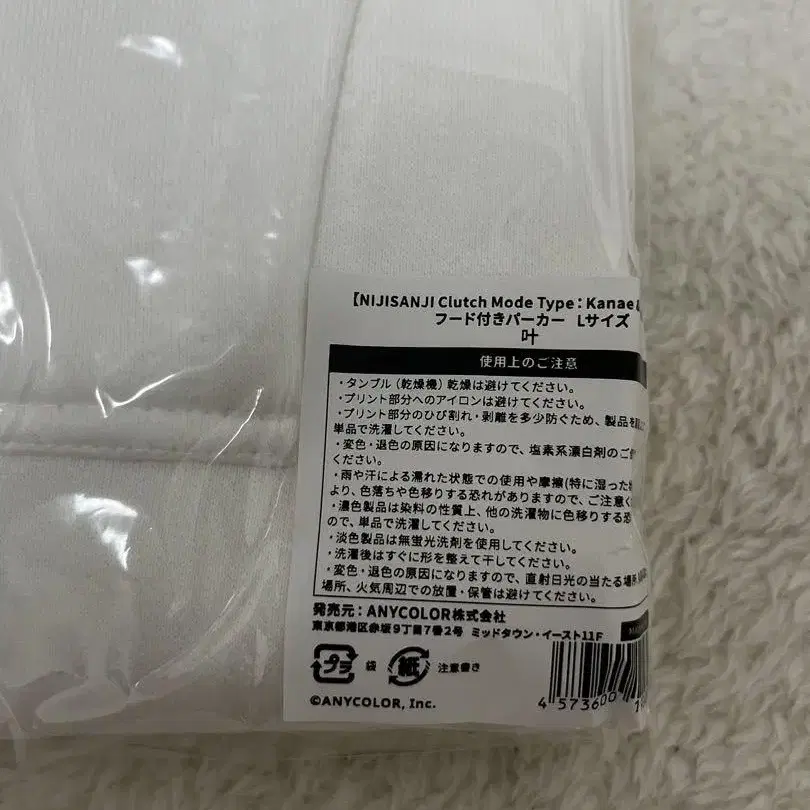 【NIJISANJI Clutch Mode Type：Kanae &
フード付きパーカー Lサイズ
叶
使用上のご注意
・タンブル（乾燥機）乾燥は避けてください。
・プリント部分へのアイロンは避けてください。
・プリント部分のひび割れ・剥離を多少防ぐため、製品を
単品で洗濯してください。
・変色・退色の原因になりますので、塩素系漂白剤のご
ください。
・雨や汗による濡れた状態での使用や摩擦(特に湿った
より、色落ちや色移りする恐れがありますので、ご注意く
・濃色製品は染料の性質上、他の洗濯物に色移りする恐
ので、単品で洗濯してください。
・淡色製品は無蛍光洗剤を使用してください。
・洗濯後はすぐに形を整えて干してください。
・変色・退色の原因になりますので、直射日光の当たる場所
場所、火気周辺での放置・保管は避けてください。
発売元：ANYCOLOR株式会社
東京都港区赤坂9丁目7番2号 ミッドタウン・イースト11F
プラ 袋 紙 注意書き
©ANYCOLOR, Inc.
4 573600